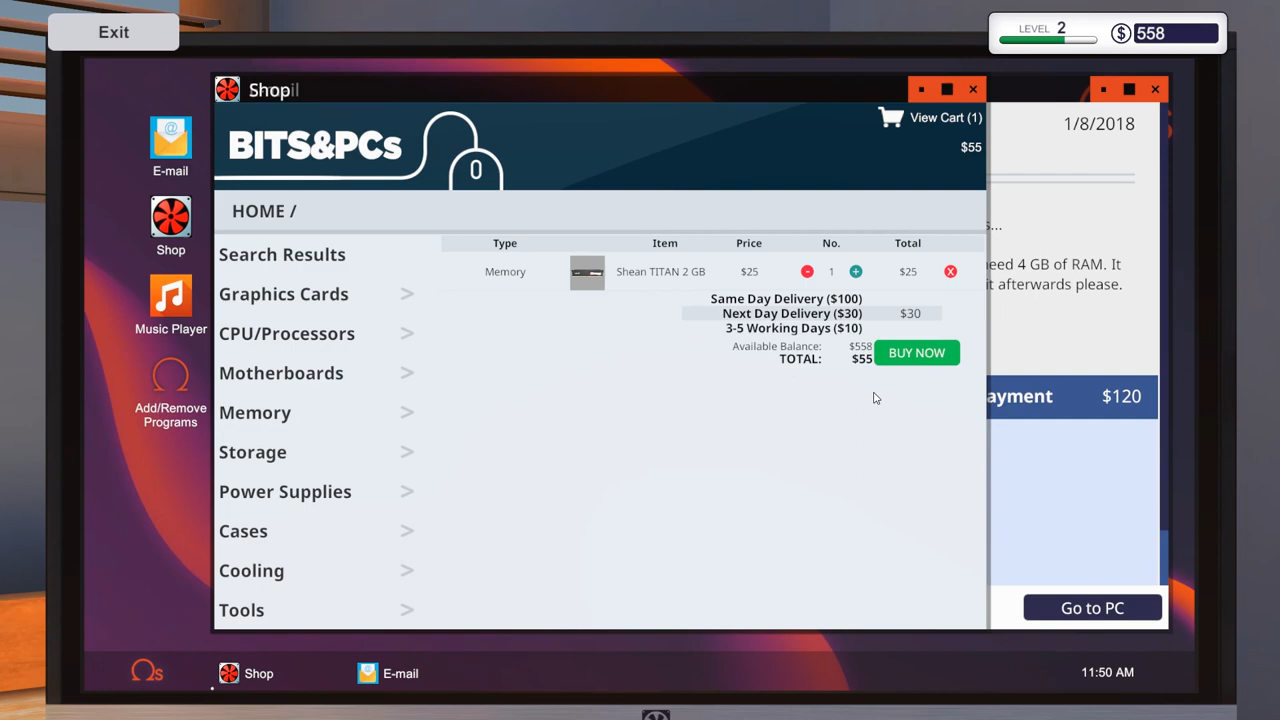 Exit
LEVEL 2
$ 558
Shop
BITS&PCs
View Cart (1)
$55
HOME /
Search Results
Graphics Cards >
CPU/Processors >
Motherboards >
Memory >
Storage >
Power Supplies >
Cases >
Cooling >
Tools >
Type Item Price No. Total
Memory Shean TITAN 2 GB $25 - 1 + $25 X
Same Day Delivery ($100)
Next Day Delivery ($30) $30
3-5 Working Days ($10)
Available Balance: $558
TOTAL: $55
BUY NOW
E-mail
Shop
Music Player
Add/Remove
Programs
1/8/2018
s...
eed 4 GB of RAM. It
it afterwards please.
ayment $120
Go to PC
Ωs
Shop
E-mail
11:50 AM